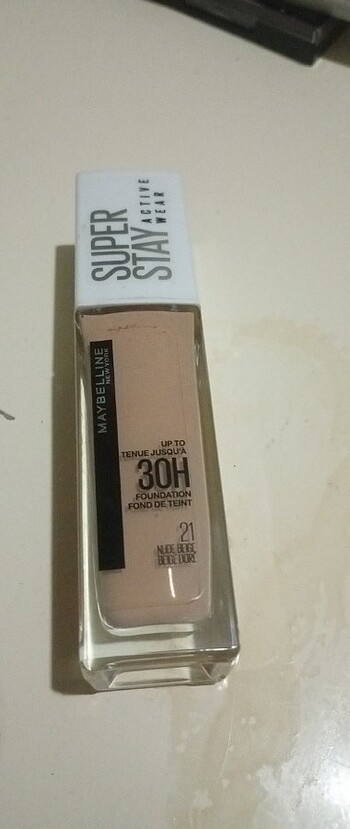 SUPER
STAY
ACTIVE
WEAR
MAYBELLINE
NEW YORK
UP TO
TENUE JUSQU'À
30H
FOUNDATION
FOND DE TEINT
21
NUDE BEIGE
BEIGE DORÉ